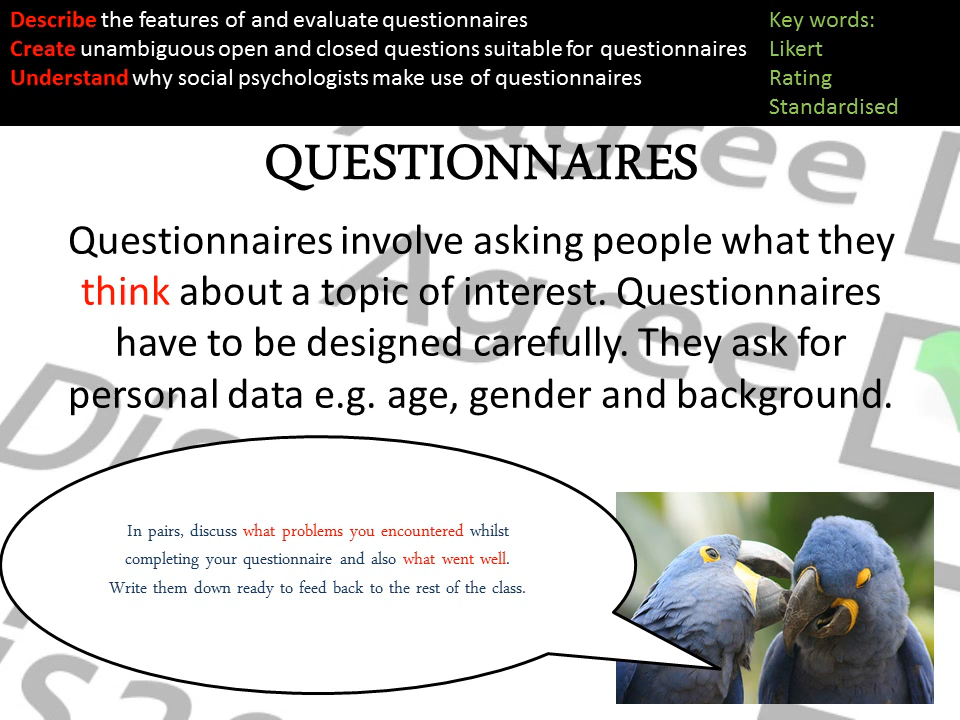 Describe the features of and evaluate questionnaires
Create unambiguous open and closed questions suitable for questionnaires
Understand why social psychologists make use of questionnaires
Key words:
Likert
Rating
Standardised
agree
Agree
Dis
isa
QUESTIONNAIRES
Questionnaires involve asking people what they
think about a topic of interest. Questionnaires
have to be designed carefully. They ask for
personal data e.g. age, gender and background.
In pairs, discuss what problems you encountered whilst
completing your questionnaire and also what went well.
Write them down ready to feed back to the rest of the class.